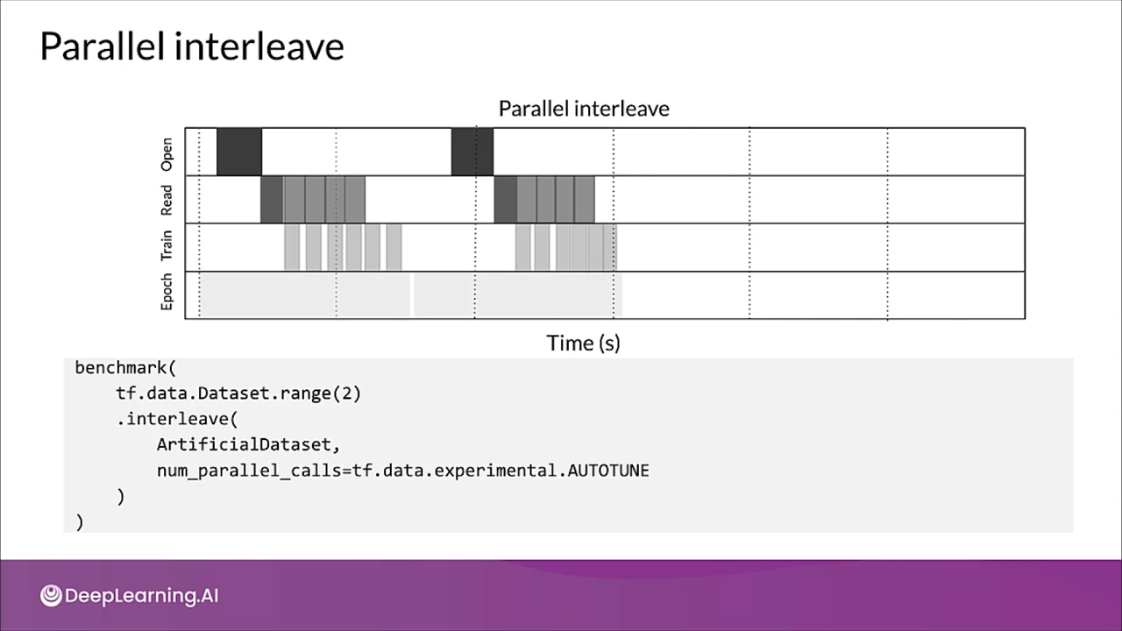 Parallel interleave
Parallel interleave
Open
Read
Train
Epoch
Time (s)
benchmark(
    tf.data.Dataset.range(2)
    .interleave(
        ArtificialDataset,
        num_parallel_calls=tf.data.experimental.AUTOTUNE
    )
)
DeepLearning.AI